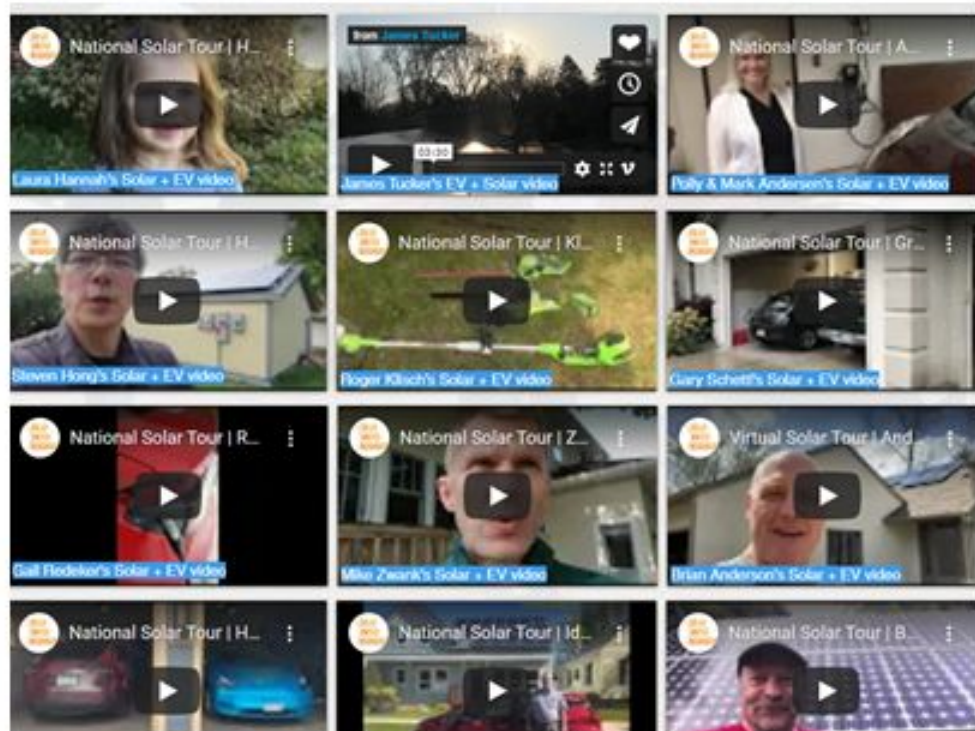 National Solar Tour | H...
Laura Hannah's Solar + EV video
from James Tucker
03:30
James Tucker's EV + Solar video
National Solar Tour | A...
Polly & Mark Andersen's Solar + EV video
National Solar Tour | H...
Steven Hong's Solar + EV video
National Solar Tour | Kl...
Roger Klisch's Solar + EV video
National Solar Tour | Gr...
Gary Schettl's Solar + EV video
National Solar Tour | R...
Gail Redeker's Solar + EV video
National Solar Tour | Z...
Mike Zwank's Solar + EV video
Virtual Solar Tour | And...
Brian Anderson's Solar + EV video
National Solar Tour | H...
National Solar Tour | Id...
National Solar Tour | B...